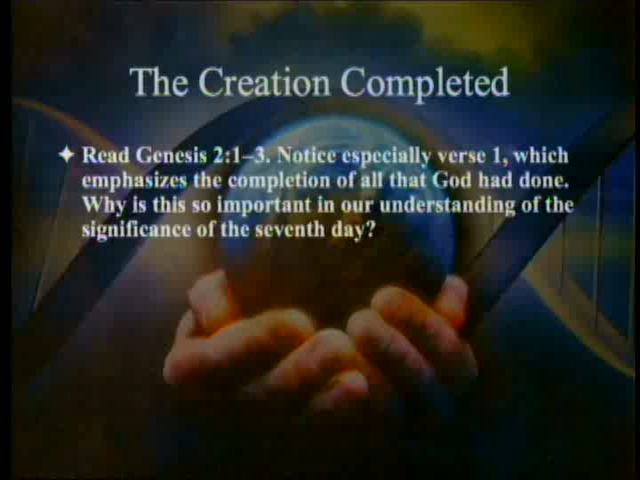 The Creation Completed
Read Genesis 2:1–3. Notice especially verse 1, which
emphasizes the completion of all that God had done.
Why is this so important in our understanding of the
significance of the seventh day?